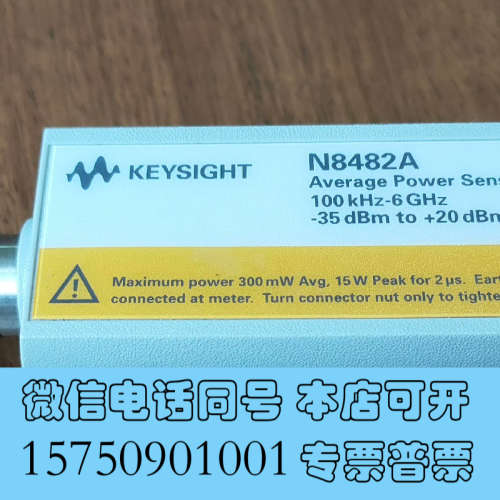 KEYSIGHT
N8482A
Average Power Sens
100 kHz-6 GHz
-35 dBm to +20 dBm
Maximum power 300 mW Avg, 15 W Peak for 2 µs. Eart
connected at meter. Turn connector nut only to tighte
微信电话同号 本店可开
15750901001 专票普票